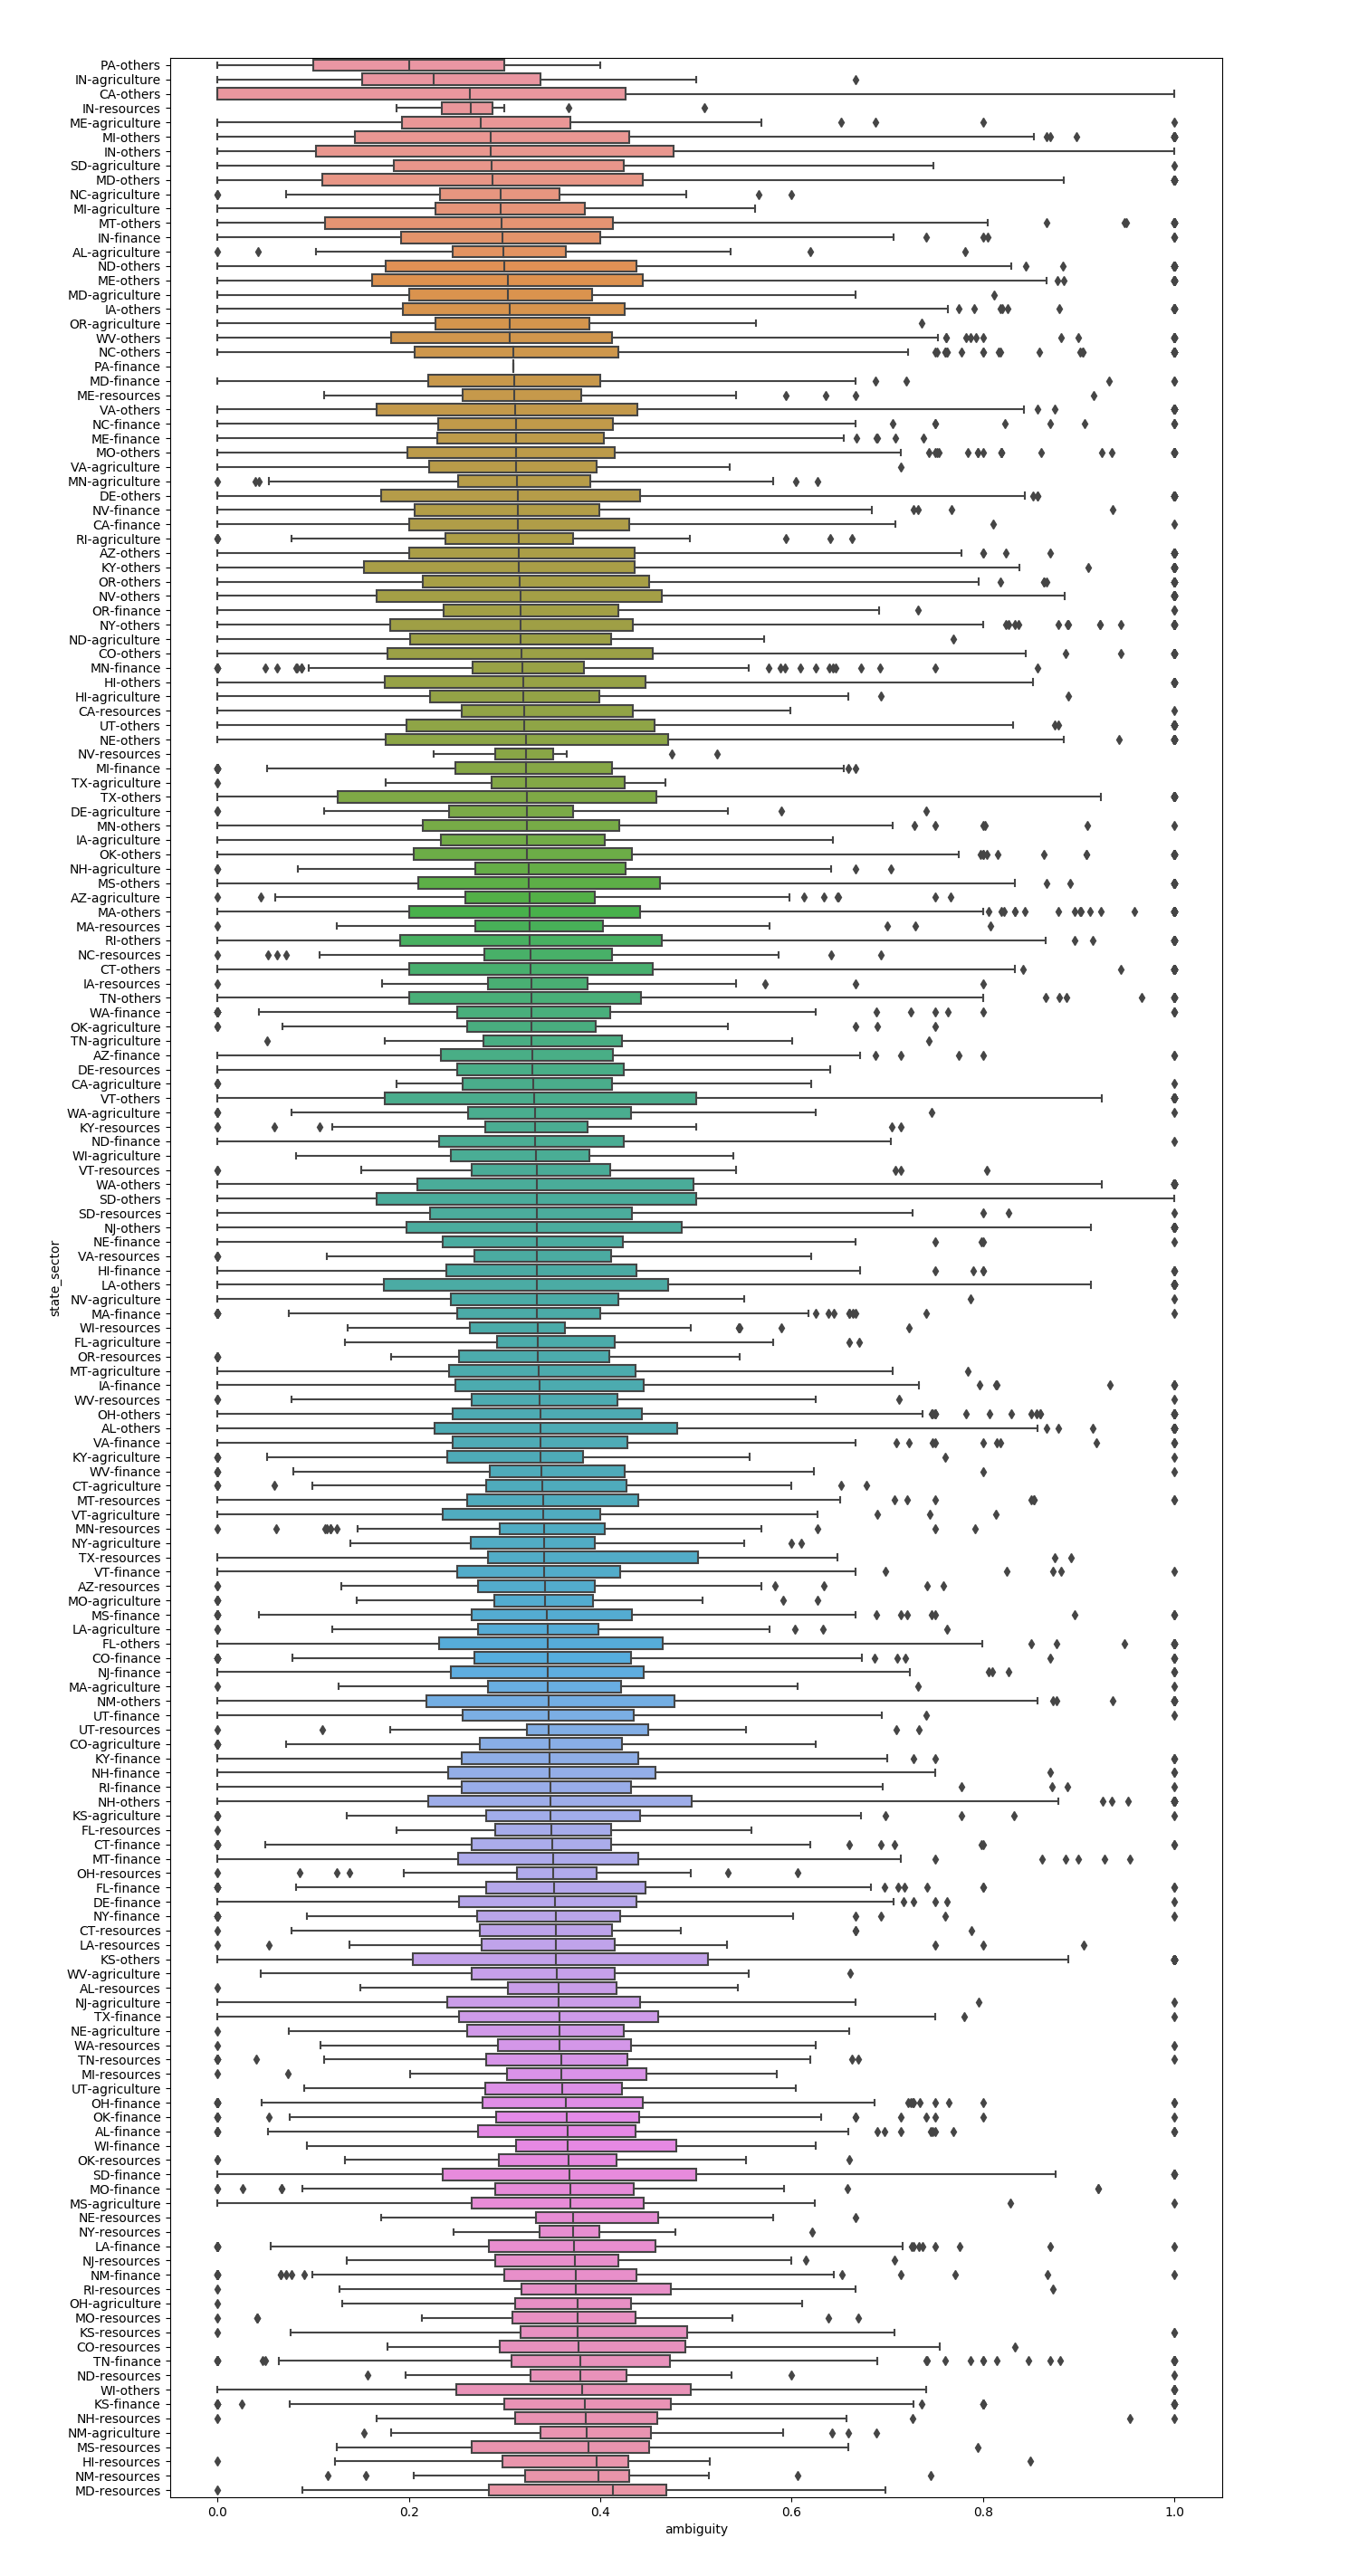 PA-others
IN-agriculture
CA-others
IN-resources
ME-agriculture
MI-others
IN-others
SD-agriculture
MD-others
NC-agriculture
MI-agriculture
MT-others
IN-finance
AL-agriculture
ND-others
ME-others
MD-agriculture
IA-others
OR-agriculture
WV-others
NC-others
PA-finance
MD-finance
ME-resources
VA-others
NC-finance
ME-finance
MO-others
VA-agriculture
MN-agriculture
DE-others
NV-finance
CA-finance
RI-agriculture
AZ-others
KY-others
OR-others
NV-others
OR-finance
NY-others
ND-agriculture
CO-others
MN-finance
HI-others
HI-agriculture
CA-resources
UT-others
NE-others
NV-resources
MI-finance
TX-agriculture
TX-others
DE-agriculture
MN-others
IA-agriculture
OK-others
NH-agriculture
MS-others
AZ-agriculture
MA-others
MA-resources
RI-others
NC-resources
CT-others
IA-resources
TN-others
WA-finance
OK-agriculture
TN-agriculture
AZ-finance
DE-resources
CA-agriculture
VT-others
WA-agriculture
KY-resources
ND-finance
WI-agriculture
VT-resources
WA-others
SD-others
SD-resources
NJ-others
NE-finance
VA-resources
HI-finance
LA-others
NV-agriculture
MA-finance
WI-resources
FL-agriculture
OR-resources
MT-agriculture
IA-finance
WV-resources
OH-others
AL-others
VA-finance
KY-agriculture
WV-finance
CT-agriculture
MT-resources
VT-agriculture
MN-resources
NY-agriculture
TX-resources
VT-finance
AZ-resources
MO-agriculture
MS-finance
LA-agriculture
FL-others
CO-finance
NJ-finance
MA-agriculture
NM-others
UT-finance
UT-resources
CO-agriculture
KY-finance
NH-finance
RI-finance
NH-others
KS-agriculture
FL-resources
CT-finance
MT-finance
OH-resources
FL-finance
DE-finance
NY-finance
CT-resources
LA-resources
KS-others
WV-agriculture
AL-resources
NJ-agriculture
TX-finance
NE-agriculture
WA-resources
TN-resources
MI-resources
UT-agriculture
OH-finance
OK-finance
AL-finance
WI-finance
OK-resources
SD-finance
MO-finance
MS-agriculture
NE-resources
NY-resources
LA-finance
NJ-resources
NM-finance
RI-resources
OH-agriculture
MO-resources
KS-resources
CO-resources
TN-finance
ND-resources
WI-others
KS-finance
NH-resources
NM-agriculture
MS-resources
HI-resources
NM-resources
MD-resources
state_sector
0.0 0.2 0.4 0.6 0.8 1.0
ambiguity